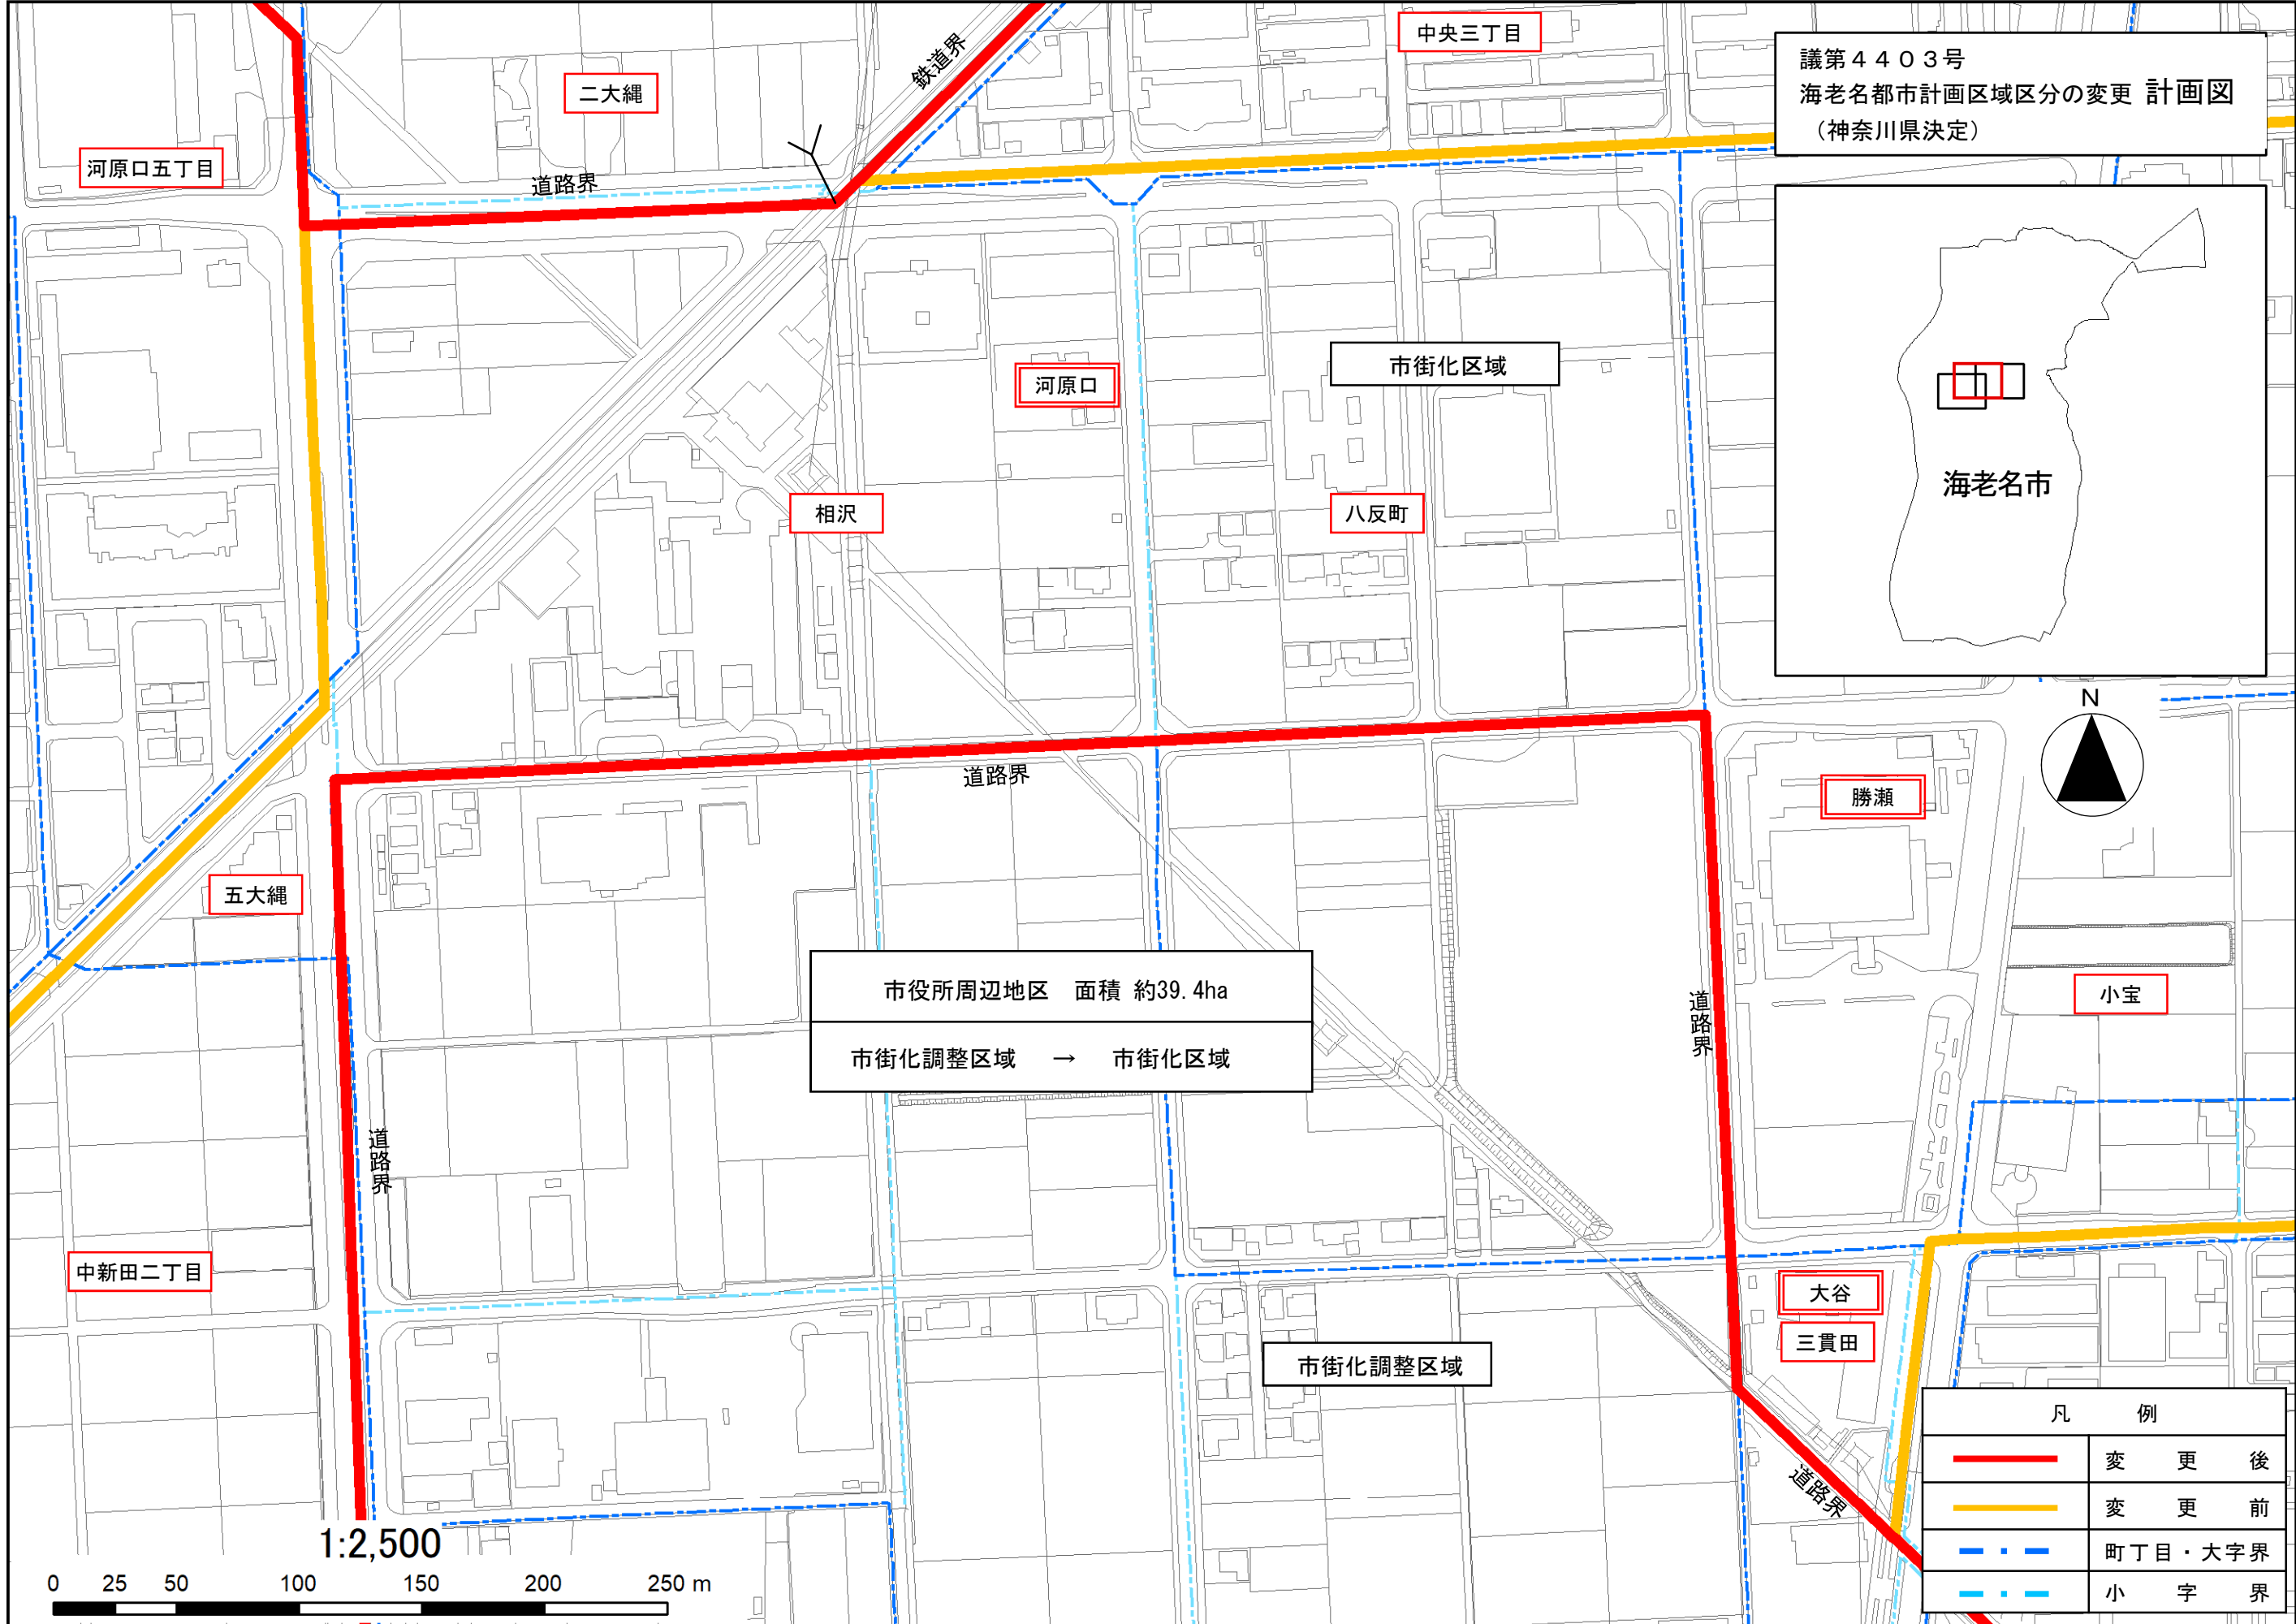 中央三丁目
議第4403号
海老名都市計画区域区分の変更 計画図
（神奈川県決定）
鉄道界
二大縄
河原口五丁目
道路界
河原口
市街化区域
海老名市
相沢
八反町
N
道路界
勝瀬
五大縄
市役所周辺地区 面積 約39.4ha
市街化調整区域 → 市街化区域
道路界
小宝
道路界
中新田二丁目
大谷
三貫田
市街化調整区域
道路界
凡 例
変 更 後
変 更 前
町丁目・大字界
小 字 界
1:2,500
0 25 50 100 150 200 250 m